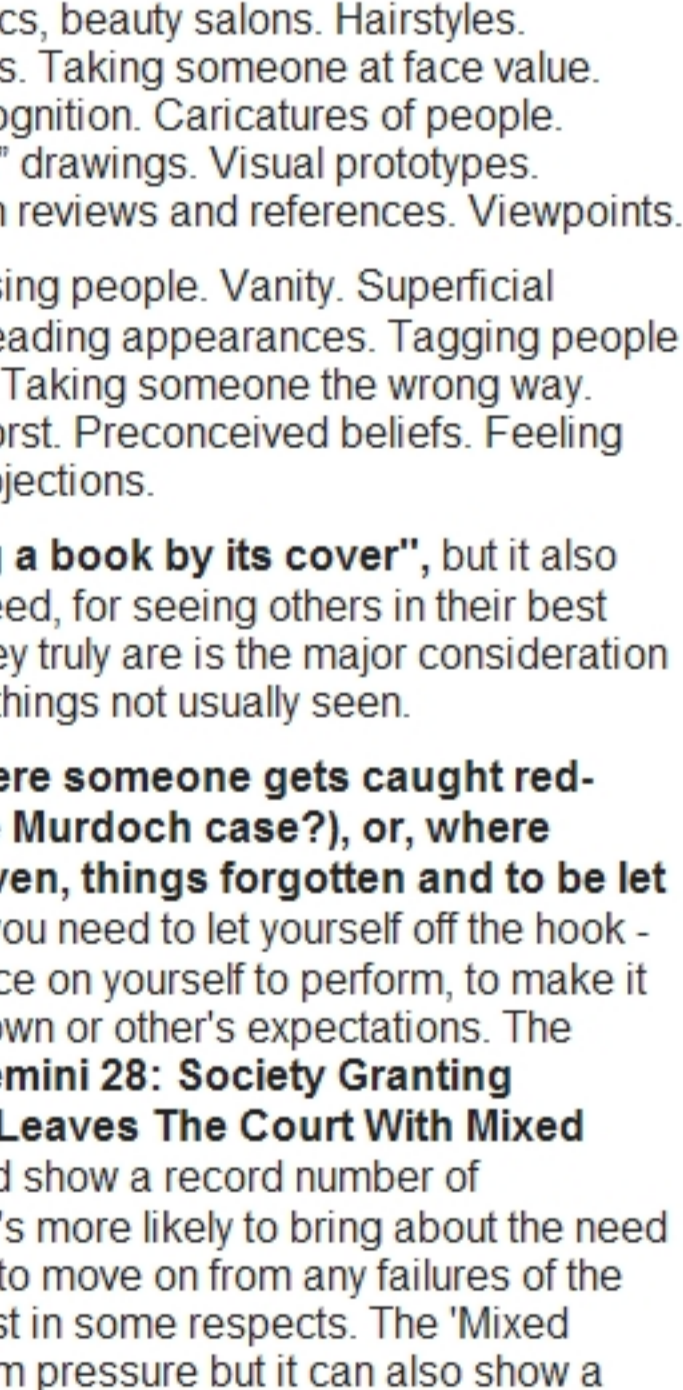 cs, beauty salons. Hairstyles.
s. Taking someone at face value.
ognition. Caricatures of people.
” drawings. Visual prototypes.
n reviews and references. Viewpoints.
sing people. Vanity. Superficial
eading appearances. Tagging people
Taking someone the wrong way.
orst. Preconceived beliefs. Feeling
ojections.
g a book by its cover", but it also
eed, for seeing others in their best
ey truly are is the major consideration
things not usually seen.
ere someone gets caught red-
e Murdoch case?), or, where
ven, things forgotten and to be let
you need to let yourself off the hook -
ce on yourself to perform, to make it
own or other's expectations. The
emini 28: Society Granting
Leaves The Court With Mixed
d show a record number of
's more likely to bring about the need
to move on from any failures of the
st in some respects. The 'Mixed
m pressure but it can also show a